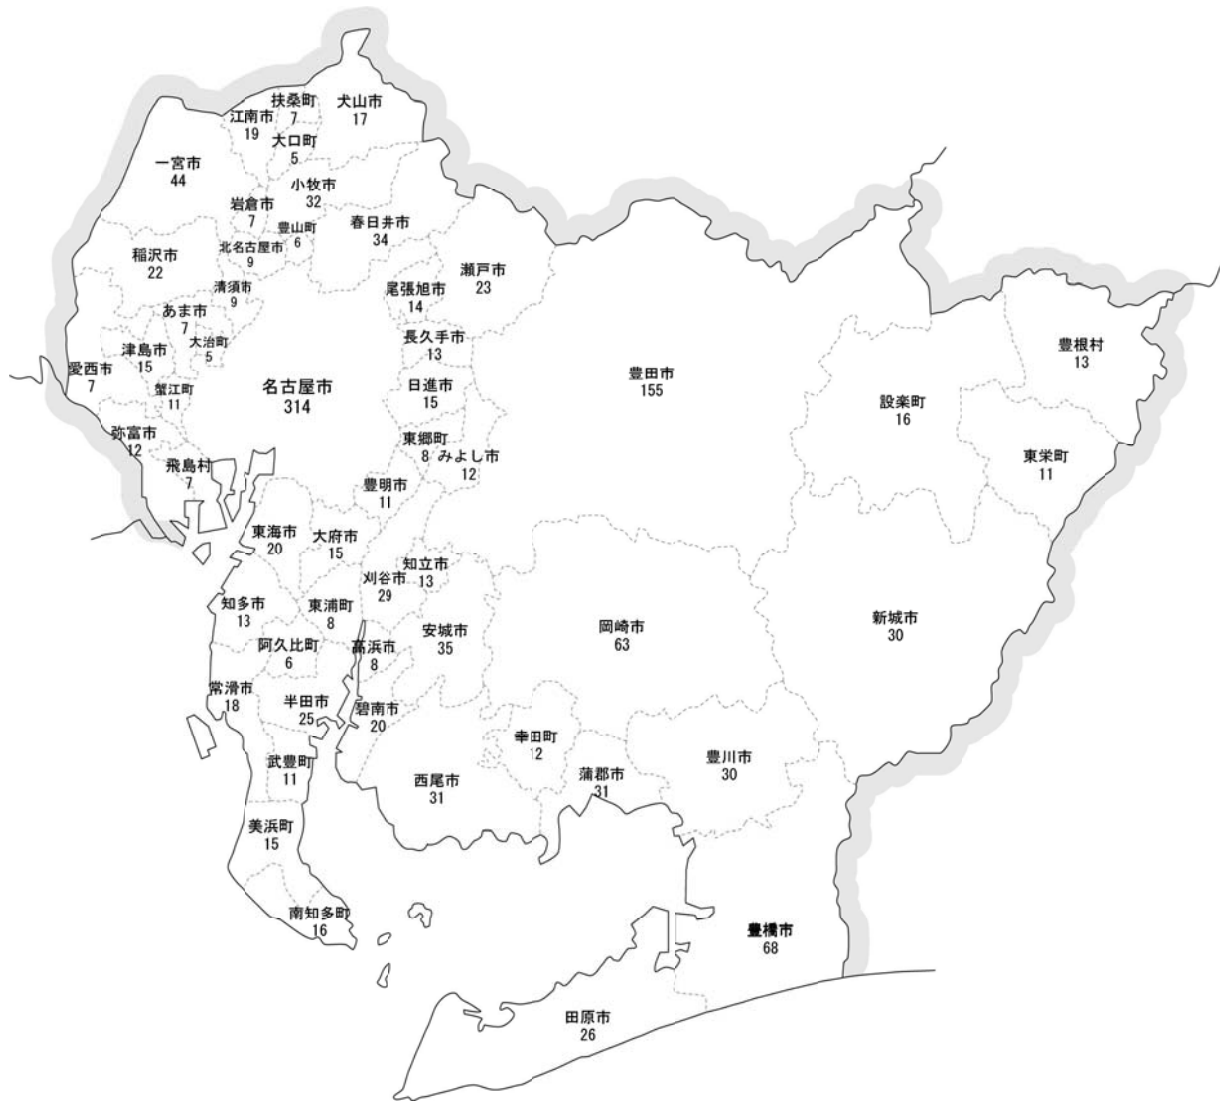 扶桑町
7
犬山市
17
江南市
19
大口町
5
一宮市
44
小牧市
32
岩倉市
7
豊山町
6
春日井市
34
北名古屋市
9
稲沢市
22
瀬戸市
23
清須市
9
尾張旭市
14
あま市
7
大治町
5
長久手市
13
津島市
15
愛西市
7
蟹江町
11
名古屋市
314
日進市
15
豊田市
155
豊根村
13
設楽町
16
弥富市
12
東郷町
8
みよし市
12
東栄町
11
飛島村
7
豊明市
11
東海市
20
大府市
15
知立市
13
刈谷市
29
知多市
13
東浦町
8
岡崎市
63
新城市
30
安城市
35
阿久比町
6
高浜市
8
常滑市
18
半田市
25
碧南市
20
幸田町
12
豊川市
30
武豊町
11
西尾市
31
蒲郡市
31
美浜町
15
南知多町
16
豊橋市
68
田原市
26